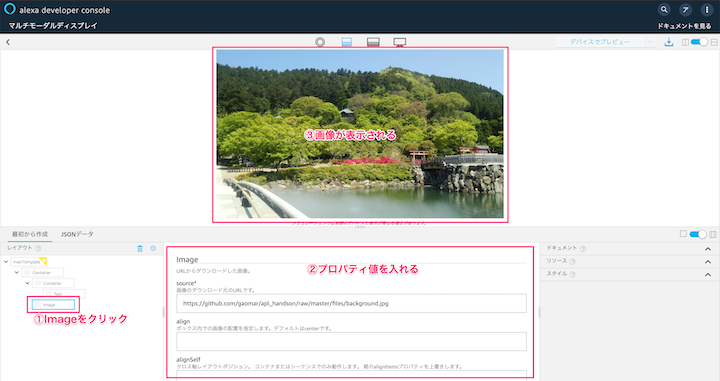 alexa developer console
マルチモーダルディスプレイ
ドキュメントを見る
デバイスでプレビュー
③画像が表示される
最初から作成
JSONデータ
レイアウト
mainTemplate
Container
Container
Text
Image
①Imageをクリック
Image
②プロパティ値を入れる
URLからダウンロードした画像。
source*
画像のダウンロード元のURLです。
https://github.com/gaomar/apl_handson/raw/master/files/background.jpg
align
ボックス内での画像の配置を指定します。デフォルトはcenterです。
alignSelf
クロス軸レイアウトポジション。 コンテナまたはシーケンスでのみ動作します。 親のalignItemsプロパティを上書きします。
ドキュメント
リソース
スタイル